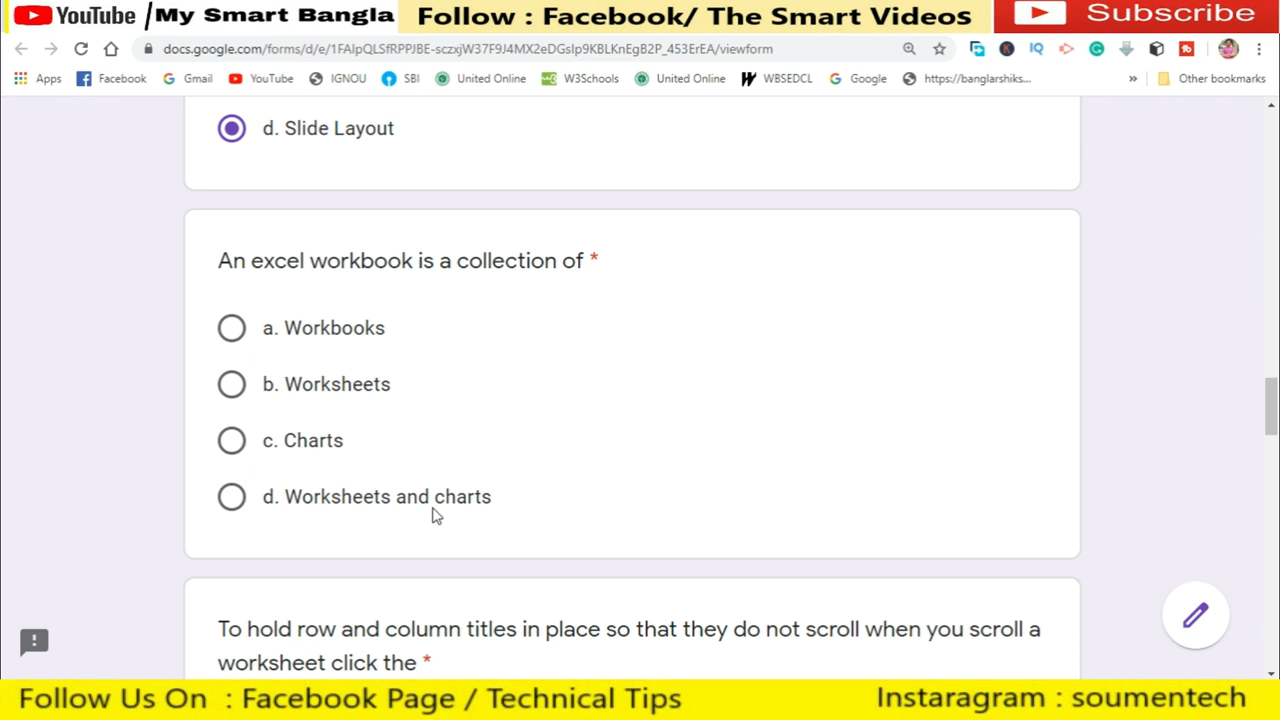 YouTube /My Smart Bangla Follow : Facebook/ The Smart Videos Subscribe
docs.google.com/forms/d/e/1FAIpQLSfRPPJBE-sczxjW37F9J4MX2eDGsIp9KBLKnEgB2P_453ErEA/viewform
Apps Facebook Gmail YouTube IGNOU SBI United Online W3Schools United Online WBSEDCL Google https://banglarshiks... » Other bookmarks
d. Slide Layout
An excel workbook is a collection of *
a. Workbooks
b. Worksheets
c. Charts
d. Worksheets and charts
To hold row and column titles in place so that they do not scroll when you scroll a
worksheet click the *
Follow Us On : Facebook Page / Technical Tips Instaragram : soumentech